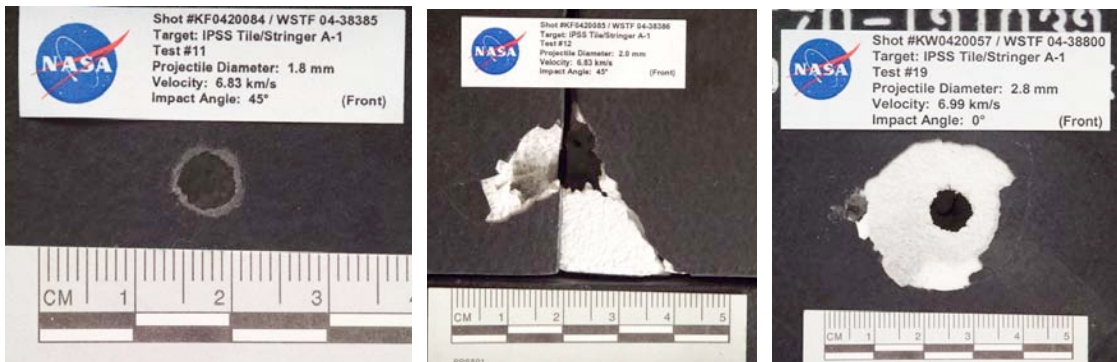 NASA
Shot #KF0420084 / WSTF 04-38385
Target: IPSS Tile/Stringer A-1
Test #11
Projectile Diameter: 1.8 mm
Velocity: 6.83 km/s
Impact Angle: 45° (Front)
CM 1 2 3
NASA
Shot #KF0420085 / WSTF 04-38386
Target: IPSS Tile/Stringer A-1
Test #12
Projectile Diameter: 2.0 mm
Velocity: 6.83 km/s
Impact Angle: 45° (Front)
CM 1 2 3 4 5
NASA
Shot #KW0420057 / WSTF 04-38800
Target: IPSS Tile/Stringer A-1
Test #19
Projectile Diameter: 2.8 mm
Velocity: 6.99 km/s
Impact Angle: 0° (Front)
CM 1 2 3 4 5